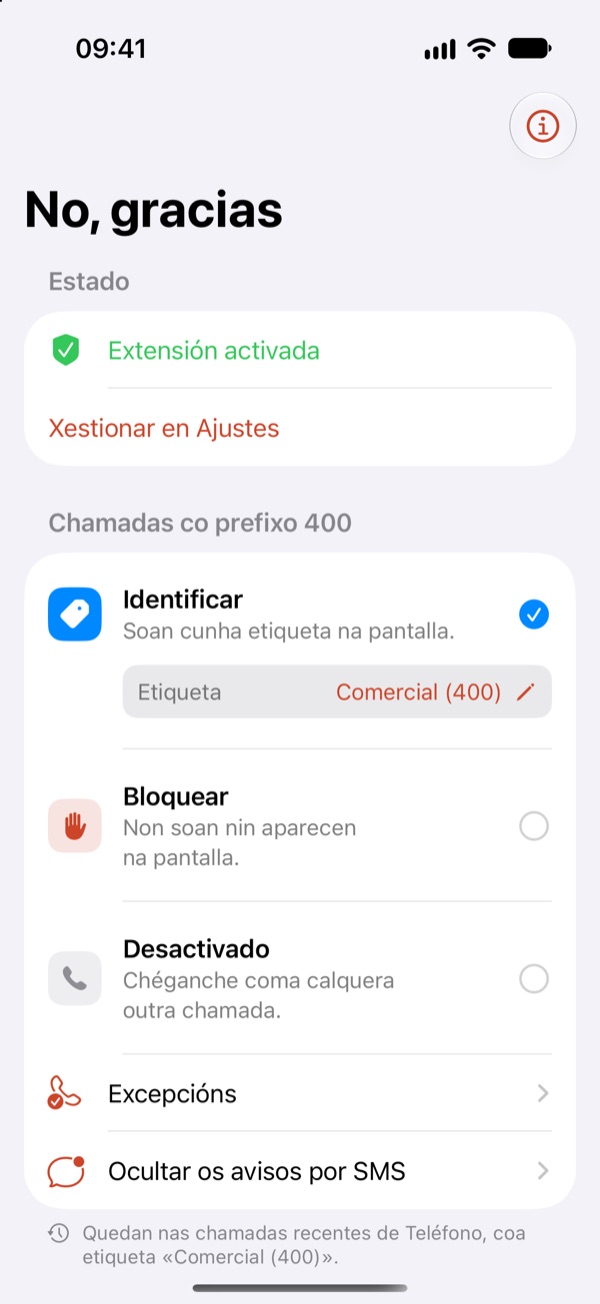 09:41
No, gracias
Estado
Extensión activada
Xestionar en Ajustes
Chamadas co prefixo 400
Identificar
Soan cunha etiqueta na pantalla.
Etiqueta Comercial (400)
Bloquear
Non soan nin aparecen
na pantalla.
Desactivado
Chéganche coma calquera
outra chamada.
Excepcións
Ocultar os avisos por SMS
Quedan nas chamadas recentes de Teléfono, coa
etiqueta «Comercial (400)».